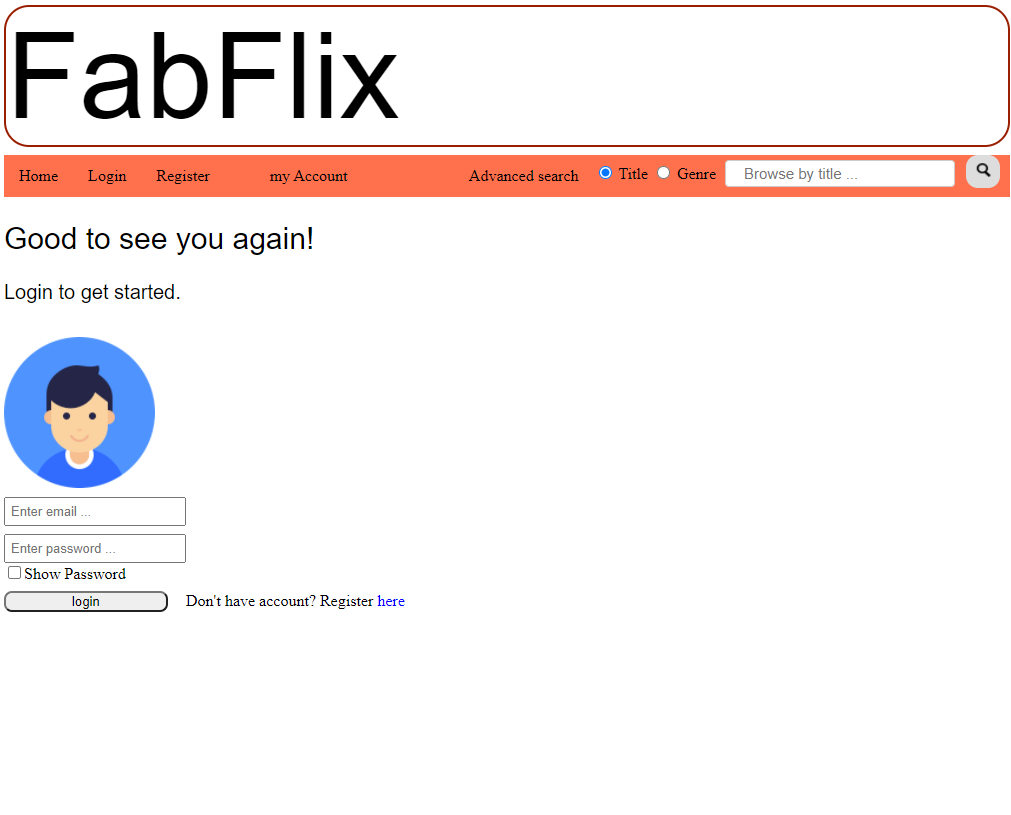 FabFlix
Home Login Register my Account Advanced search Title Genre Browse by title ...
Good to see you again!
Login to get started.
Enter email ...
Enter password ...
Show Password
login Don't have account? Register here